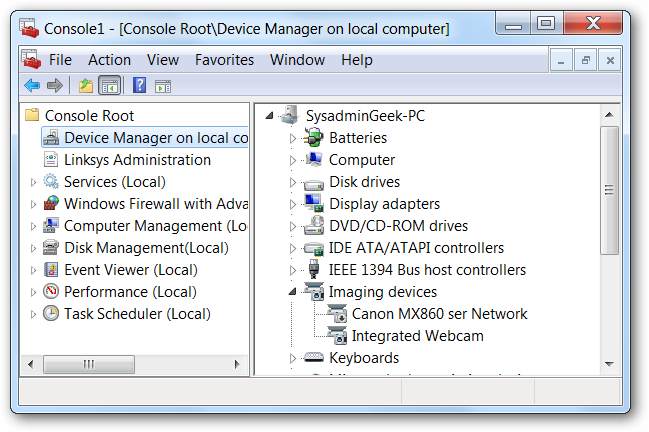 Console1 - [Console Root\Device Manager on local computer]
File Action View Favorites Window Help
Console Root
Device Manager on local co
Linksys Administration
Services (Local)
Windows Firewall with Adva
Computer Management (Lo
Disk Management(Local)
Event Viewer (Local)
Performance (Local)
Task Scheduler (Local)
SysadminGeek-PC
Batteries
Computer
Disk drives
Display adapters
DVD/CD-ROM drives
IDE ATA/ATAPI controllers
IEEE 1394 Bus host controllers
Imaging devices
Canon MX860 ser Network
Integrated Webcam
Keyboards